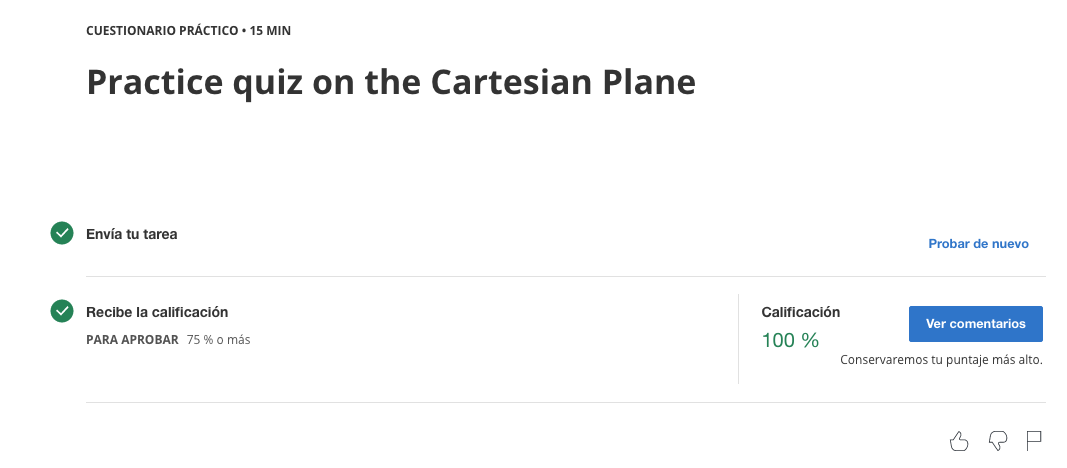 CUESTIONARIO PRÁCTICO • 15 MIN
Practice quiz on the Cartesian Plane
Envía tu tarea
Probar de nuevo
Recibe la calificación
PARA APROBAR 75 % o más
Calificación
100 %
Ver comentarios
Conservaremos tu puntaje más alto.